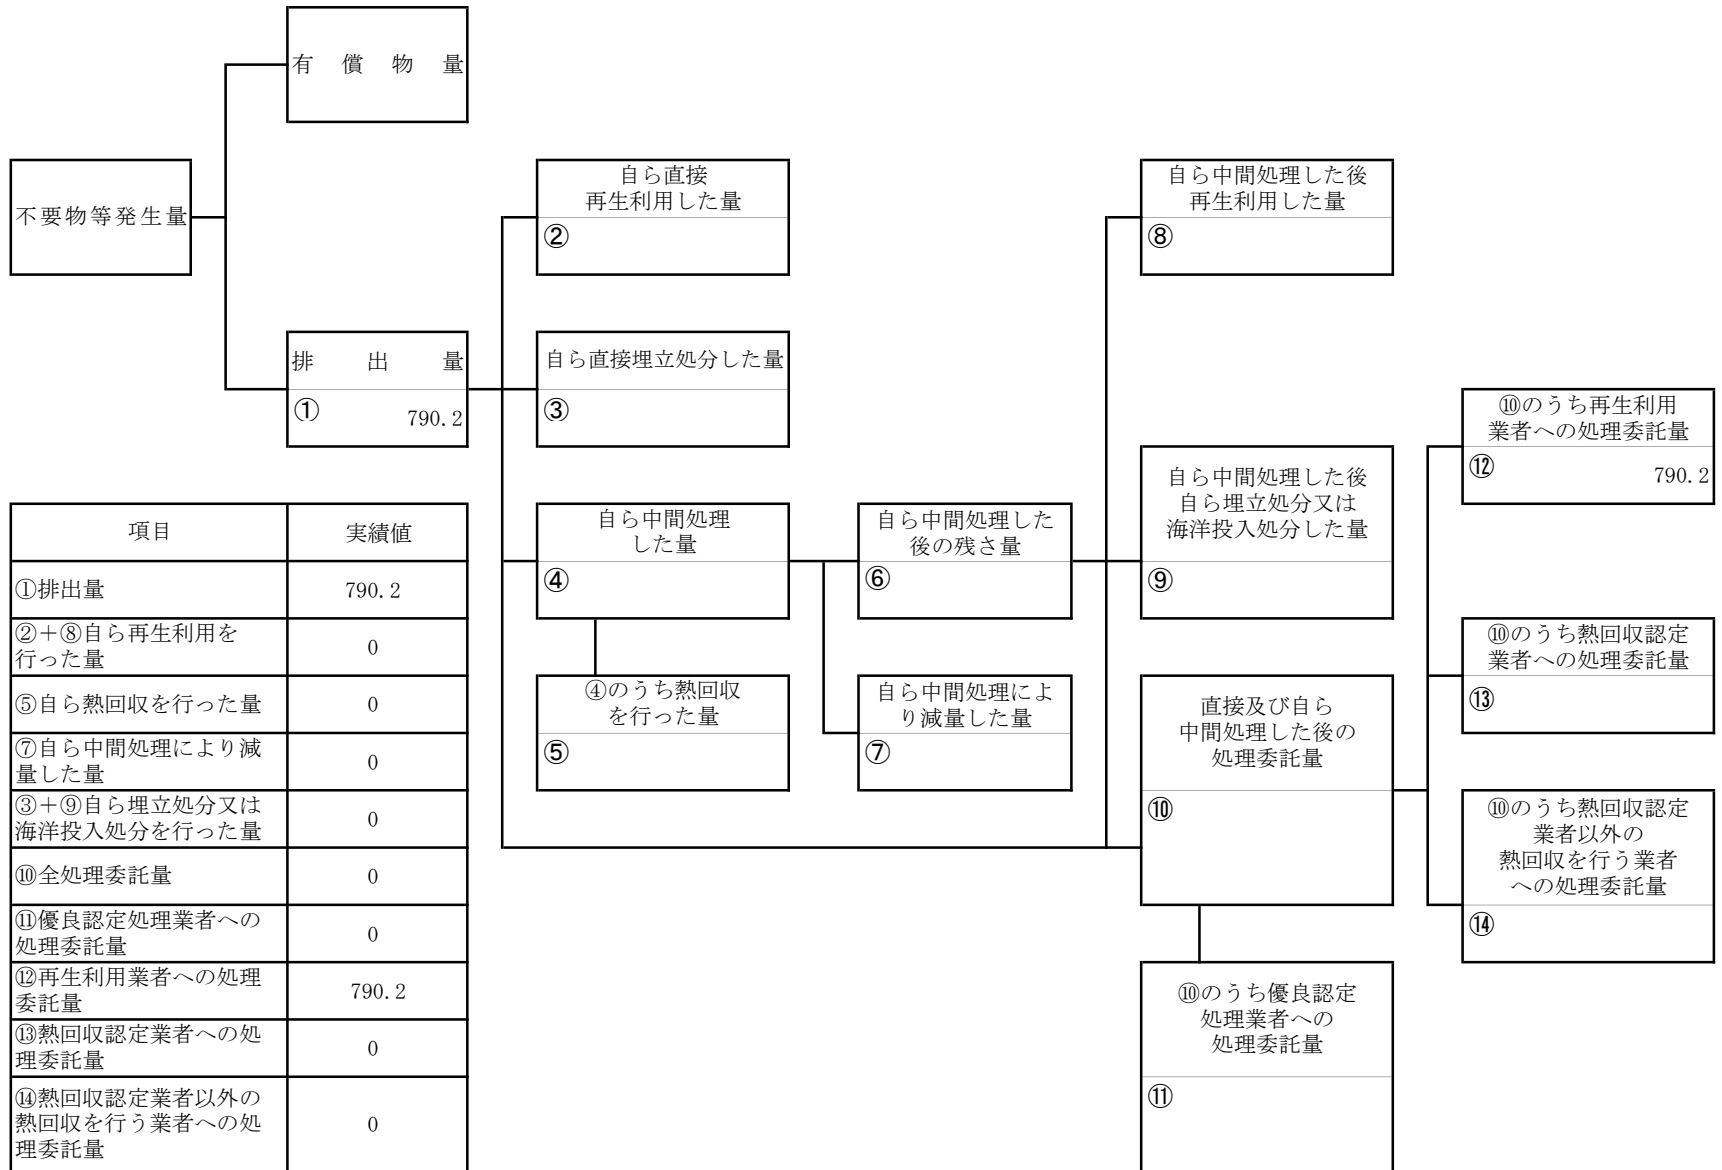 有償物量
不要物等発生量
排出量
①
790.2
自ら直接
再生利用した量
②
自ら直接埋立処分した量
③
自ら中間処理
した量
④
④のうち熱回収
を行った量
⑤
自ら中間処理した
後の残さ量
⑥
自ら中間処理によ
り減量した量
⑦
自ら中間処理した後
再生利用した量
⑧
自ら中間処理した後
自ら埋立処分又は
海洋投入処分した量
⑨
直接及び自ら
中間処理した後の
処理委託量
⑩
⑩のうち優良認定
処理業者への
処理委託量
⑪
⑩のうち再生利用
業者への処理委託量
⑫
790.2
⑩のうち熱回収認定
業者への処理委託量
⑬
⑩のうち熱回収認定
業者以外の
熱回収を行う業者
への処理委託量
⑭
項目 実績値
①排出量 790.2
②＋⑧自ら再生利用を
行った量 0
⑤自ら熱回収を行った量 0
⑦自ら中間処理により減
量した量 0
③＋⑨自ら埋立処分又は
海洋投入処分を行った量 0
⑩全処理委託量 0
⑪優良認定処理業者への
処理委託量 0
⑫再生利用業者への処理
委託量 790.2
⑬熱回収認定業者への処
理委託量 0
⑭熱回収認定業者以外の
熱回収を行う業者への処
理委託量 0